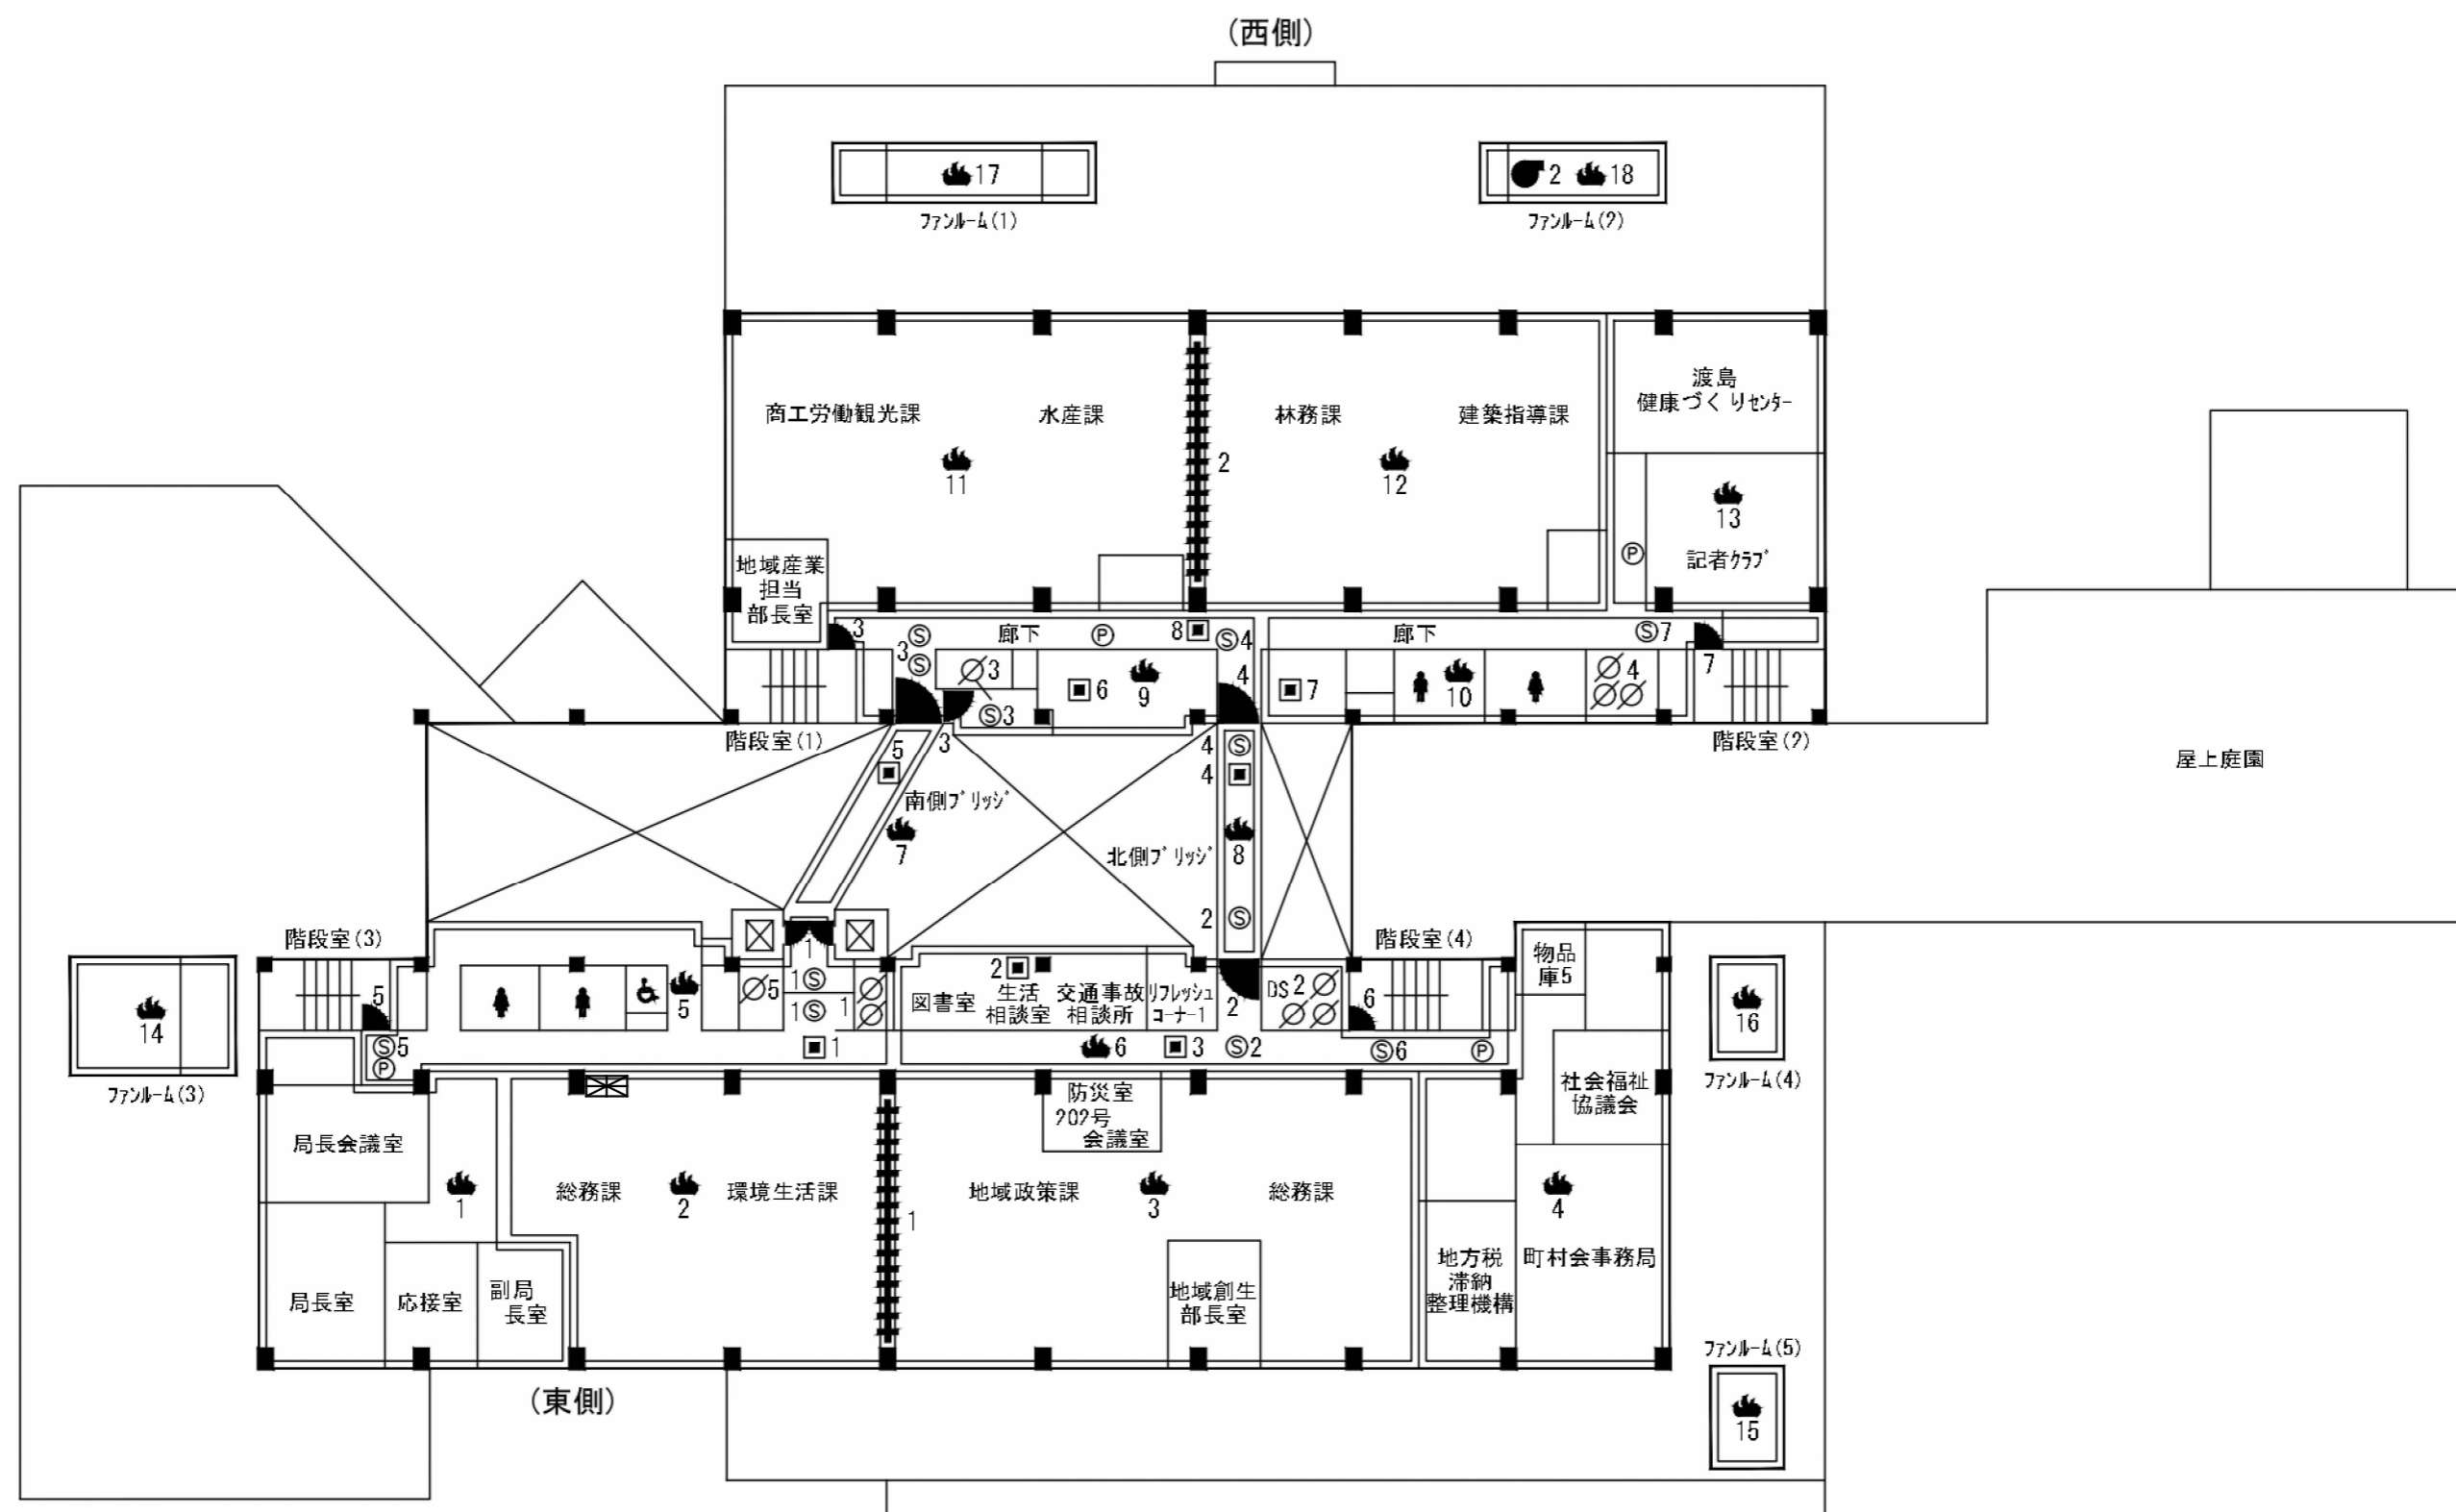 (西側)
17
2
18
ファンルーム(1)
ファンルーム(2)
商工労働観光課
水産課
林務課
建築指導課
渡島
健康づくりセンター
11
2
12
13
記者クラブ
P
地域産業
担当
部長室
3
S
廊下
P
8
S4
廊下
S7
3
S
3
6
9
4
7
10
4
7
S3
階段室(1)
5
3
4
S
階段室(2)
4
屋上庭園
南側ブリッジ
7
北側ブリッジ
8
2
S
階段室(3)
1
階段室(4)
物品
庫5
5
5
5
1
S
1
S
1
2
図書室
生活
相談室
交通事故
相談所
リフレッシュ
コーナー1
2
DS
2
6
14
16
S5
P
1
6
3
S2
S6
P
ファンルーム(3)
ファンルーム(4)
防災室
202号
会議室
社会福祉
協議会
局長会議室
1
総務課
2
環境生活課
1
地域政策課
3
総務課
4
局長室
応接室
副局
長室
地域創生
部長室
地方税
滞納
整理機構
町村会事務局
ファンルーム(5)
(東側)
15